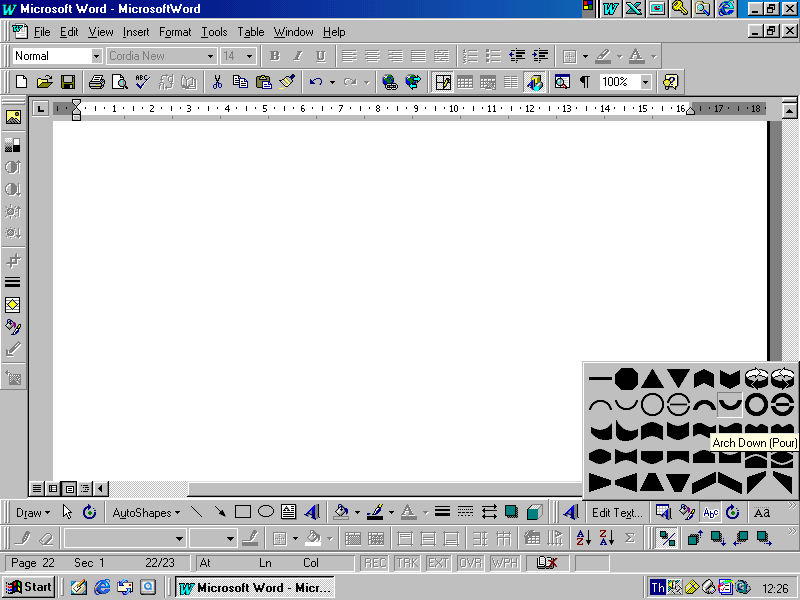 Microsoft Word - MicrosoftWord
File Edit View Insert Format Tools Table Window Help
Normal Cordia New 14 B I U
ABC 100%
L 1 2 3 4 5 6 7 8 9 10 11 12 13 14 15 16 17 18
Arch Down (Pour)
Draw AutoShapes Edit Text... Abc Aa
Page 22 Sec 1 22/23 At Ln Col REC TRK EXT OVR WPH
Start Microsoft Word - Micr... Th 12:26